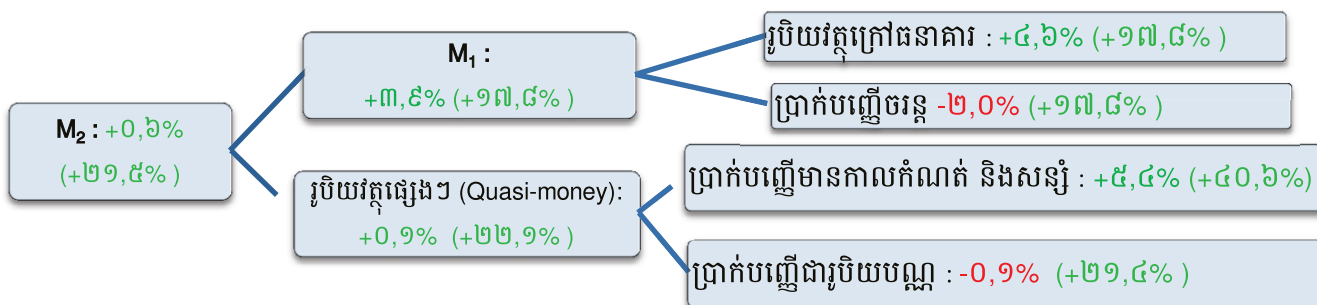 M₂ : +០,៦%
(+២១,៥%)
M₁ :
+៣,៩% (+១៧,៨% )
រូបិយវត្ថុផ្សេងៗ (Quasi-money):
+០,១% (+២២,១% )
រូបិយវត្ថុក្រៅធនាគារ : +៤,៦% (+១៧,៨% )
ប្រាក់បញ្ញើចរន្ត -២,០% (+១៧,៨% )
ប្រាក់បញ្ញើមានកាលកំណត់ និងសន្សំ : +៥,៤% (+៤០,៦%)
ប្រាក់បញ្ញើជារូបិយបណ្ណ : -០,១% (+២១,៤% )